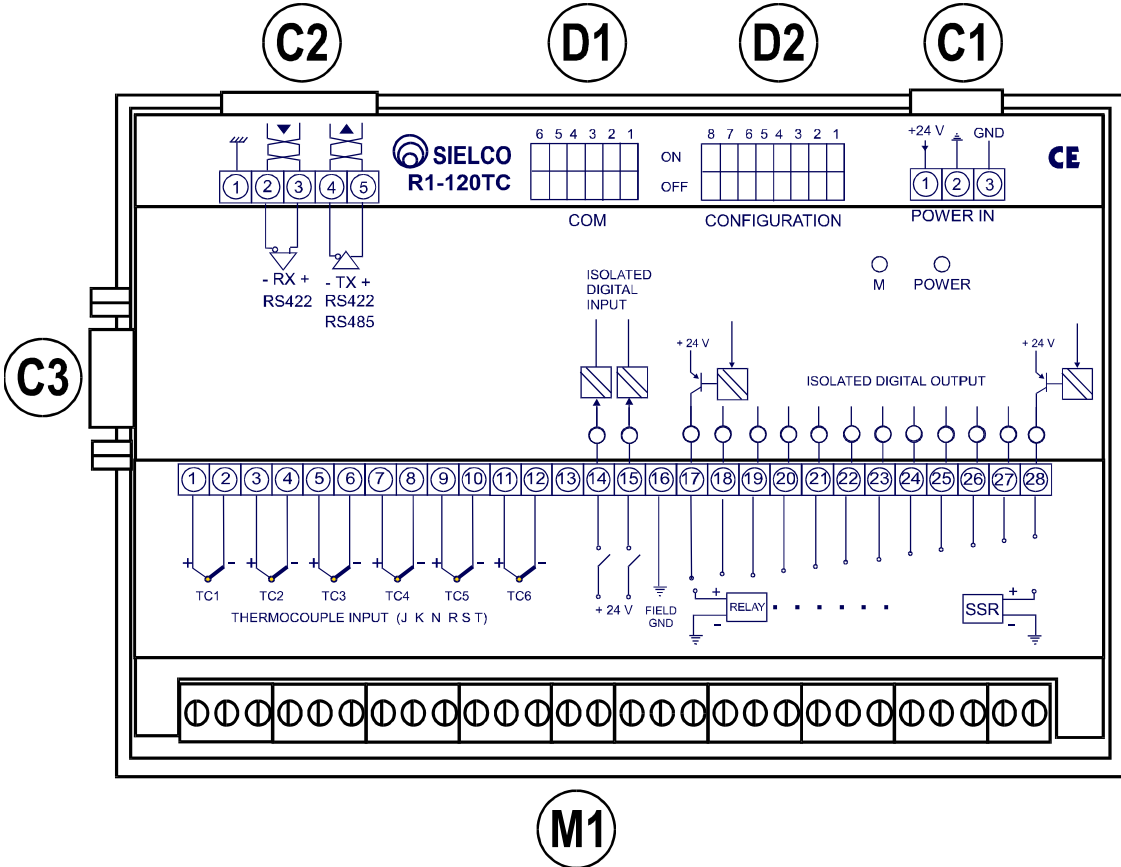 C2 D1 D2 C1
6 5 4 3 2 1
8 7 6 5 4 3 2 1
+24 V GND
SIELCO
R1-120TC
ON
OFF
CE
1 2 3 4 5
1 2 3
COM
CONFIGURATION
POWER IN
- RX +
RS422
- TX +
RS422
RS485
ISOLATED
DIGITAL
INPUT
M
POWER
C3
+ 24 V
+ 24 V
ISOLATED DIGITAL OUTPUT
1 2 3 4 5 6 7 8 9 10 11 12 13 14 15 16 17 18 19 20 21 22 23 24 25 26 27 28
+ - + - + - + - + - + -
TC1 TC2 TC3 TC4 TC5 TC6
THERMOCOUPLE INPUT (J K N R S T)
+ 24 V
FIELD
GND
+
RELAY
-
+
SSR
-
M1